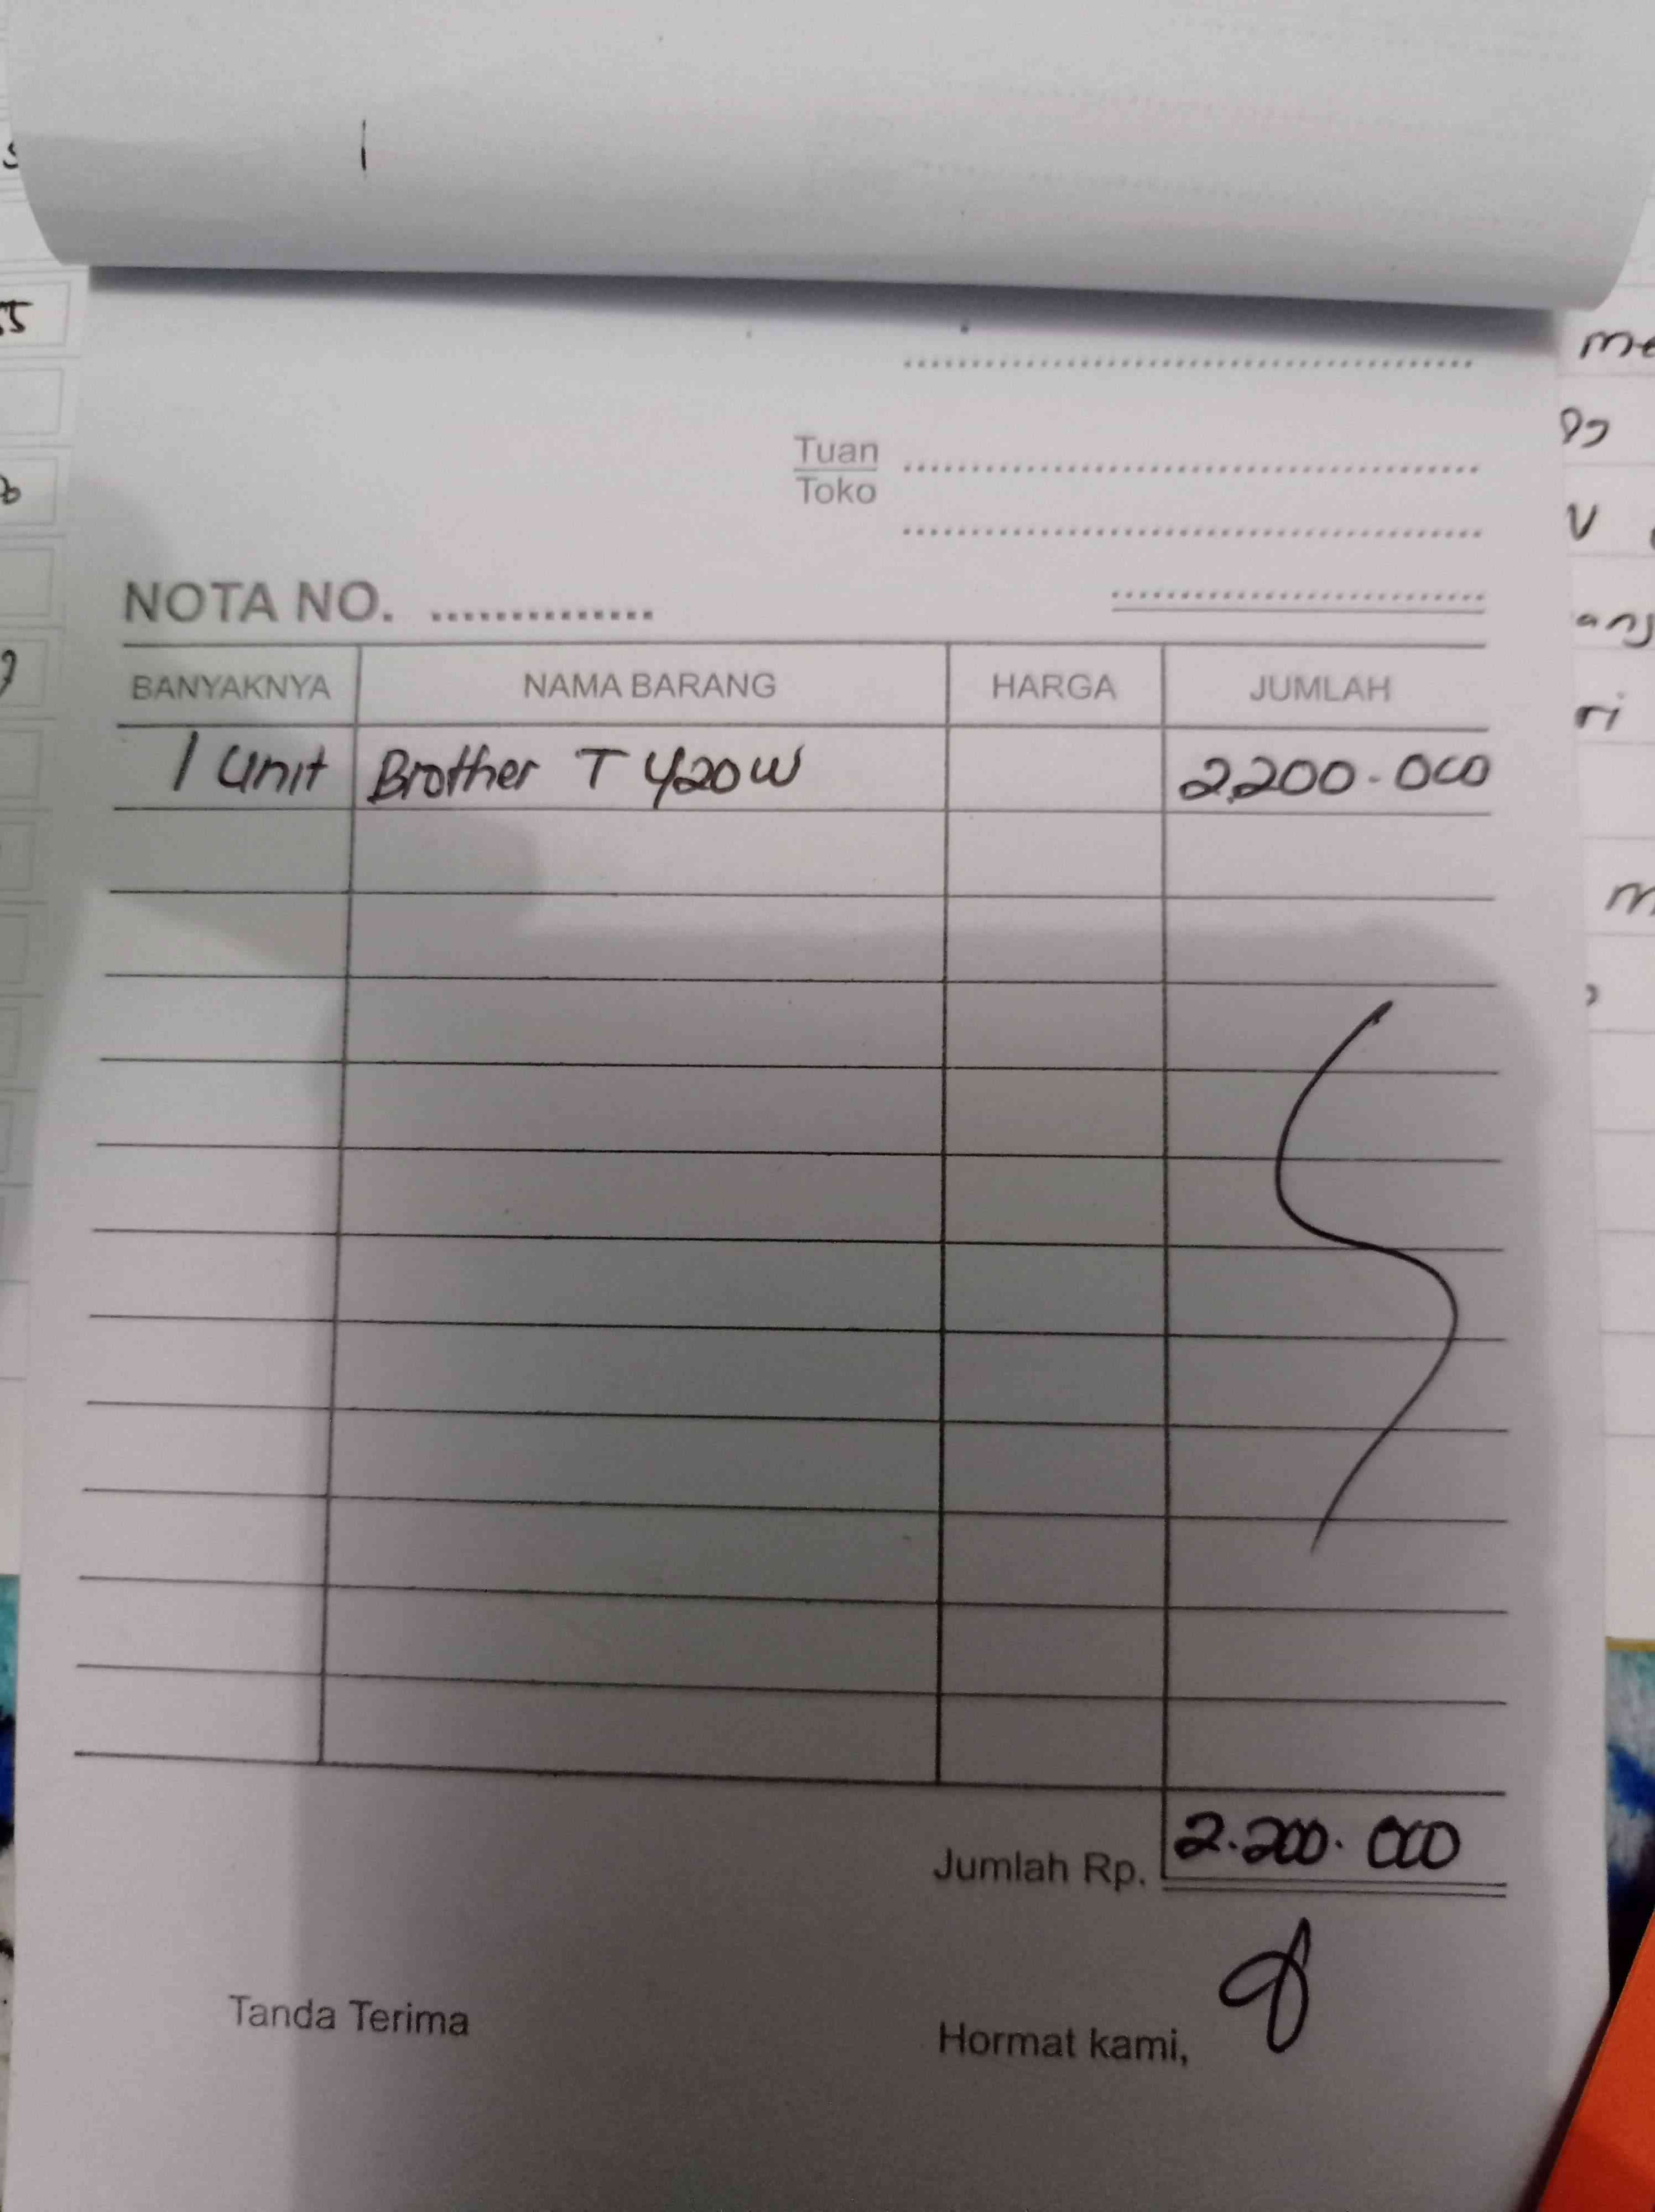 Tuan
Toko
NOTA NO.
BANYAKNYA NAMA BARANG HARGA JUMLAH
1 Unit Brother T 420W 2.200.000
Jumlah Rp. 2.200.000
Tanda Terima Hormat kami,